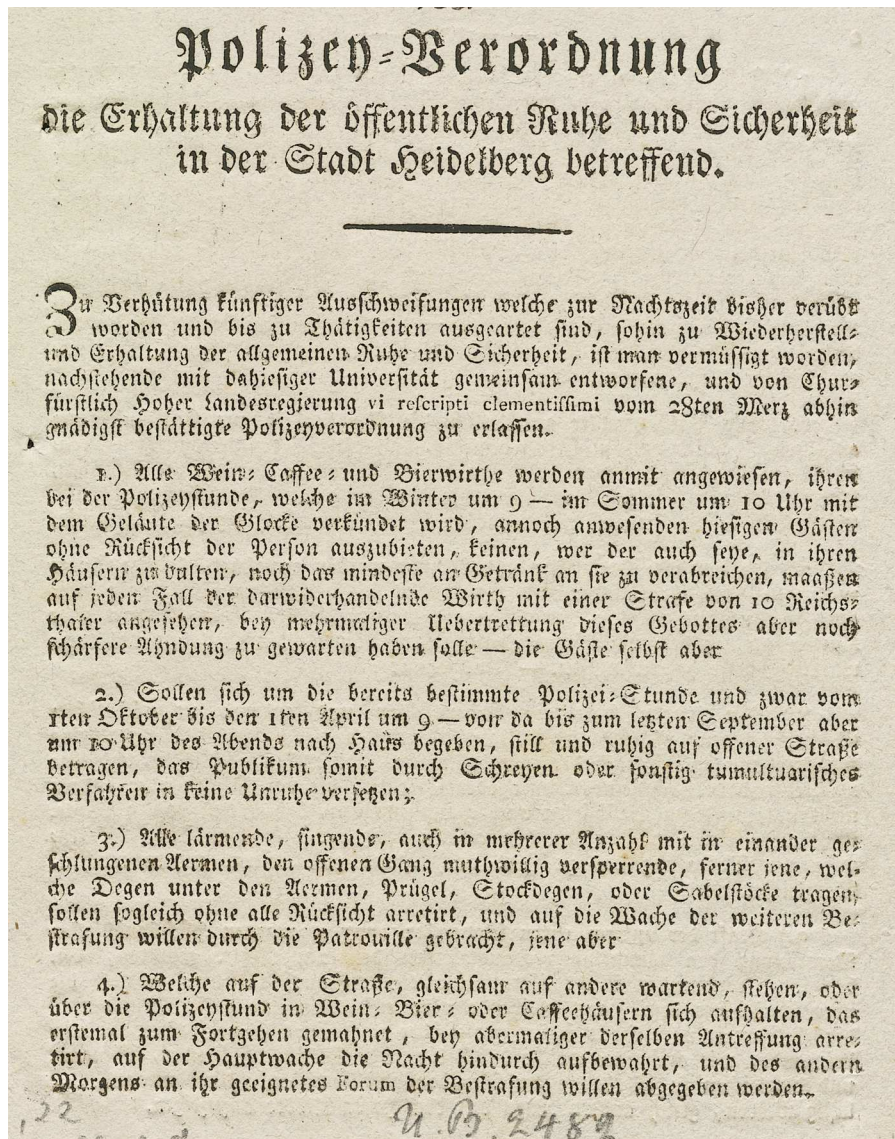 Polizey-Verordnung
die Erhaltung der öffentlichen Ruhe und Sicherheit
in der Stadt Heidelberg betreffend.
Zu Verhütung künftiger Ausschweifungen welche zur Nachtszeit bisher verübt
worden und bis zu Thätigkeiten ausgeartet sind, sohin zu Wiederherstell-
und Erhaltung der allgemeinen Ruhe und Sicherheit, ist man vermüssigt worden,
nachstehende mit dahiesiger Universität gemeinsam entworfene, und von Chur-
fürstlich Hoher Landesregierung vi rescripti clementissimi vom 28ten Merz abhin
gnädigst bestättigte Polizeyverordnung zu erlassen.
1.) Alle Wein- Caffee- und Bierwirthe werden anmit angewiesen, ihren
bei der Polizeystunde, welche im Winter um 9 — im Sommer um 10 Uhr mit
dem Geläute der Glocke verkündet wird, annoch anwesenden hiesigen Gästen
ohne Rücksicht der Person auszubieten, keinen, wer der auch seye, in ihren
Häusern zu dulten, noch das mindeste an Getränk an sie zu verabreichen, maaßen
auf jeden Fall der darwiderhandelnde Wirth mit einer Strafe von 10 Reichs-
thaler angesehen, bey mehrmaliger Uebertrettung dieses Gebottes aber noch
schärfere Ahndung zu gewarten haben solle — die Gäste selbst aber
2.) Sollen sich um die bereits bestimmte Polizei-Stunde und zwar vom
1ten Oktober bis den 1ten April um 9 — von da bis zum letzten September aber
um 10 Uhr des Abends nach Haus begeben, still und ruhig auf offener Straße
betragen, das Publikum somit durch Schreyen oder sonstig tumultuarisches
Verfahren in keine Unruhe versetzen;
3.) Alle lärmende, singende, auch in mehrerer Anzahl mit in einander ge-
schlungenen Aermen, den offenen Gang muthwillig versperrende, ferner jene, wel-
che Degen unter den Aermen, Prügel, Stockdegen, oder Sabelstöcke tragen,
sollen sogleich ohne alle Rücksicht arretirt, und auf die Wache der weiteren Be-
strafung willen durch die Patrouille gebracht, jene aber
4.) Welche auf der Straße, gleichsam auf andere wartend, stehen, oder
über die Polizeystund in Wein- Bier- oder Caffeehäusern sich aufhalten, das
erstemal zum Fortgehen gemahnet, bey abermaliger derselben Antreffung arre-
tirt, auf der Hauptwache die Nacht hindurch aufbewahrt, und des andern
Morgens an ihr geeignetes Forum der Bestrafung willen abgegeben werden.
,22
U.B. 2489